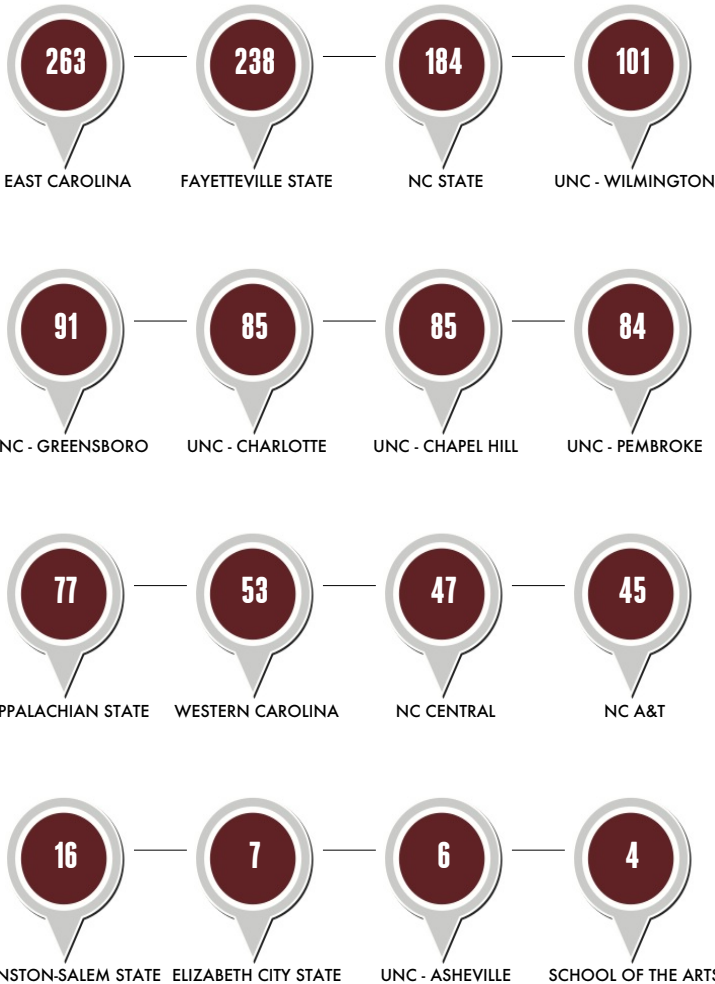 263 238 184 101
EAST CAROLINA FAYETTEVILLE STATE NC STATE UNC - WILMINGTON
91 85 85 84
NC - GREENSBORO UNC - CHARLOTTE UNC - CHAPEL HILL UNC - PEMBROKE
77 53 47 45
PPALACHIAN STATE WESTERN CAROLINA NC CENTRAL NC A&T
16 7 6 4
NSTON-SALEM STATE ELIZABETH CITY STATE UNC - ASHEVILLE SCHOOL OF THE ARTS